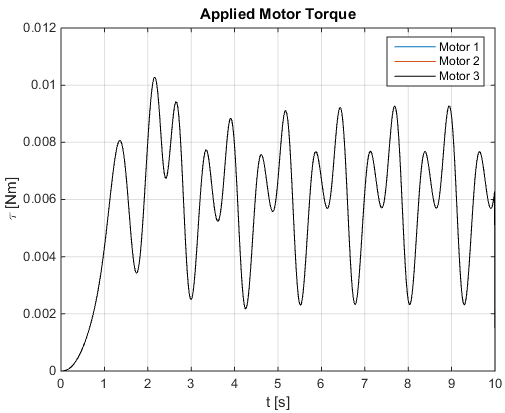 Applied Motor Torque
0.012
0.01
0.008
0.006
0.004
0.002
0
τ [Nm]
Motor 1
Motor 2
Motor 3
0 1 2 3 4 5 6 7 8 9 10
t [s]